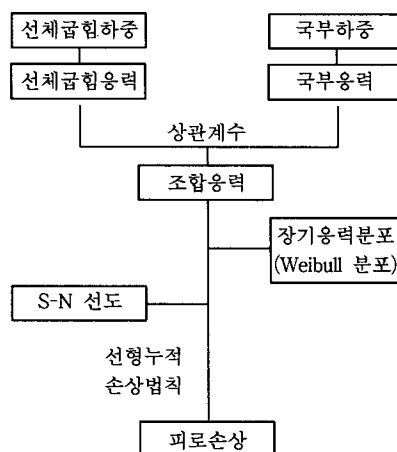 선체굽힘하중
국부하중
선체굽힘응력
국부응력
상관계수
조합응력
장기응력분포
(Weibull 분포)
S-N 선도
선형누적
손상법칙
피로손상